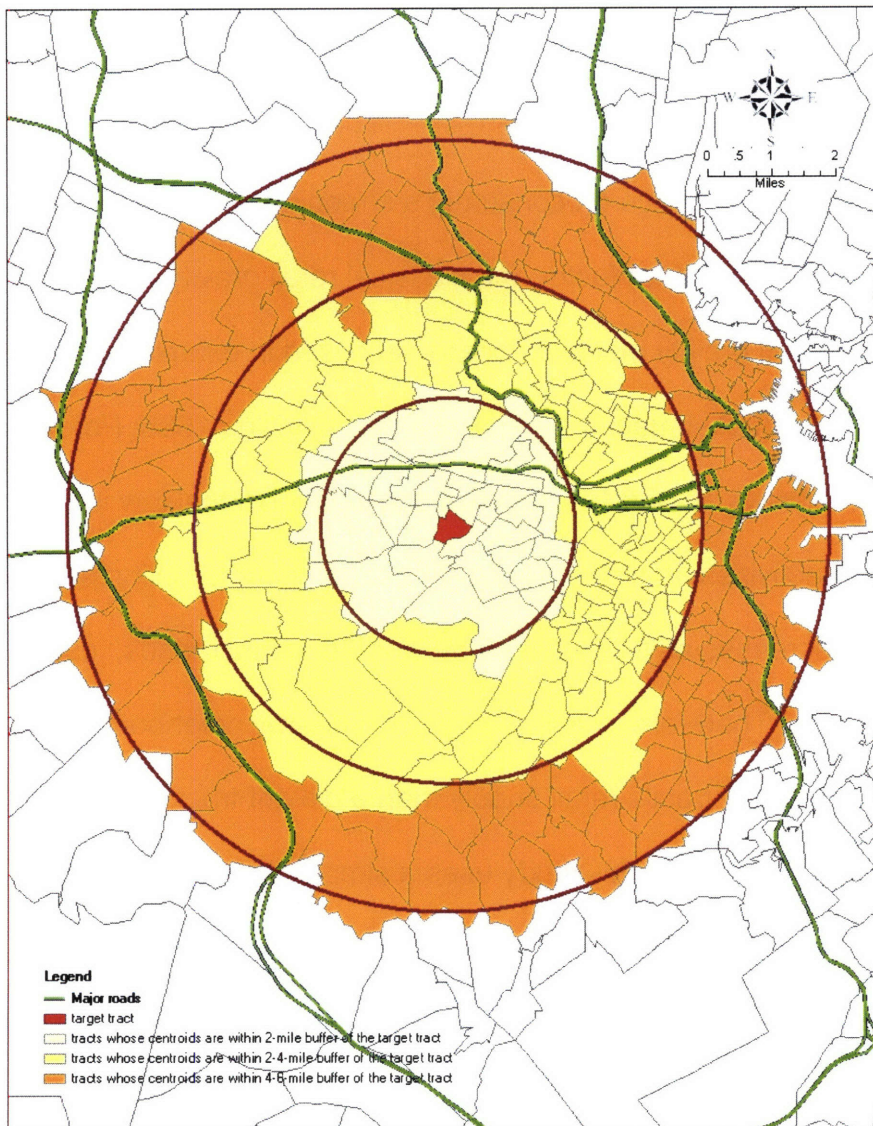 N
W E
S
0 .5 1 2
Miles
Legend
Major roads
target tract
tracts whose centroids are within 2-mile buffer of the target tract
tracts whose centroids are within 2-4-mile buffer of the target tract
tracts whose centroids are within 4-6-mile buffer of the target tract